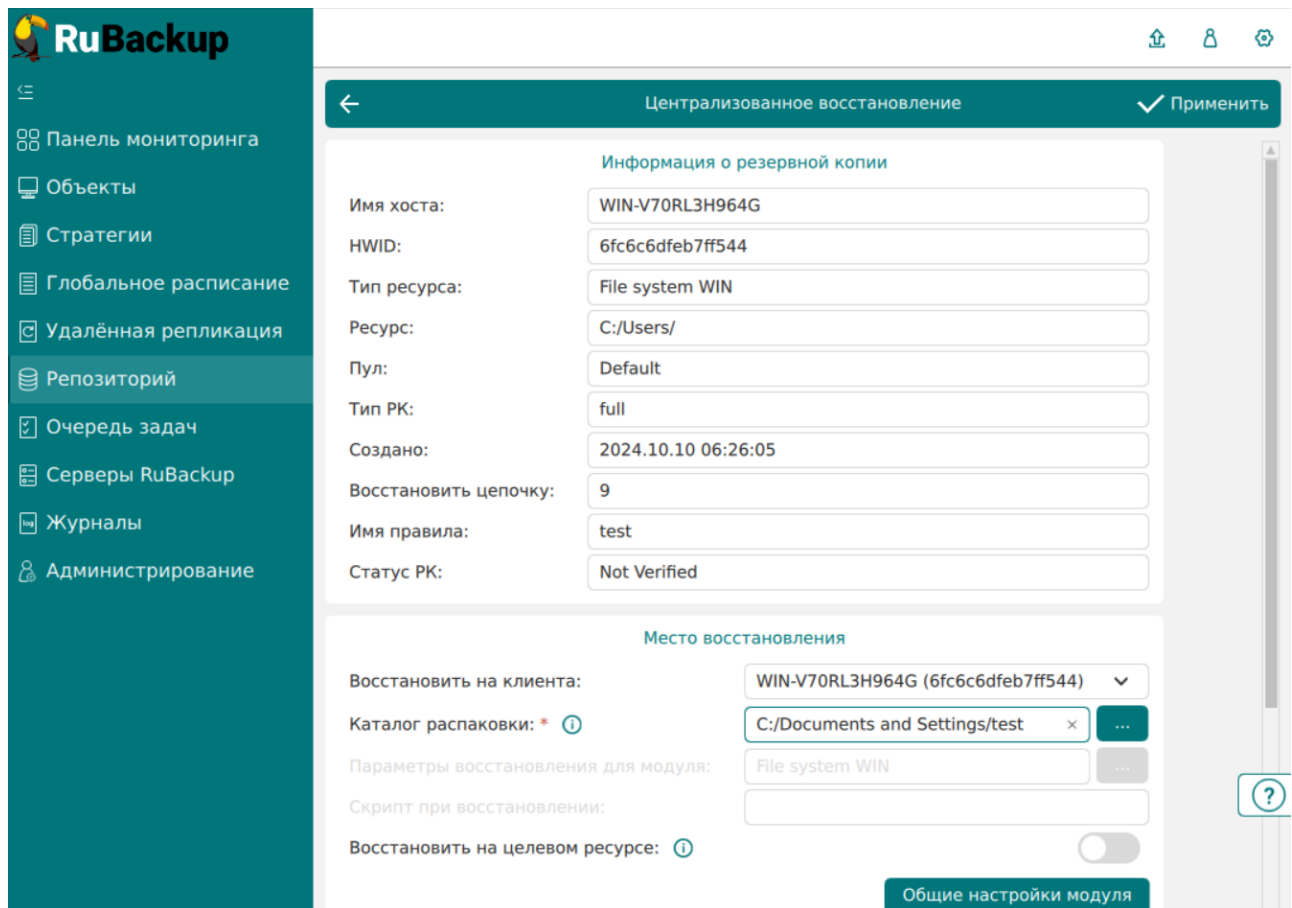 RuBackup
Панель мониторинга
Объекты
Стратегии
Глобальное расписание
Удалённая репликация
Репозиторий
Очередь задач
Серверы RuBackup
log Журналы
Администрирование
Централизованное восстановление
Применить
Информация о резервной копии
Имя хоста: WIN-V70RL3H964G
HWID: 6fc6c6dfeb7ff544
Тип ресурса: File system WIN
Ресурс: C:/Users/
Пул: Default
Тип РК: full
Создано: 2024.10.10 06:26:05
Восстановить цепочку: 9
Имя правила: test
Статус РК: Not Verified
Место восстановления
Восстановить на клиента: WIN-V70RL3H964G (6fc6c6dfeb7ff544)
Каталог распаковки: * i C:/Documents and Settings/test × ...
Параметры восстановления для модуля: File system WIN ...
Скрипт при восстановлении:
?
Восстановить на целевом ресурсе: i
Общие настройки модуля